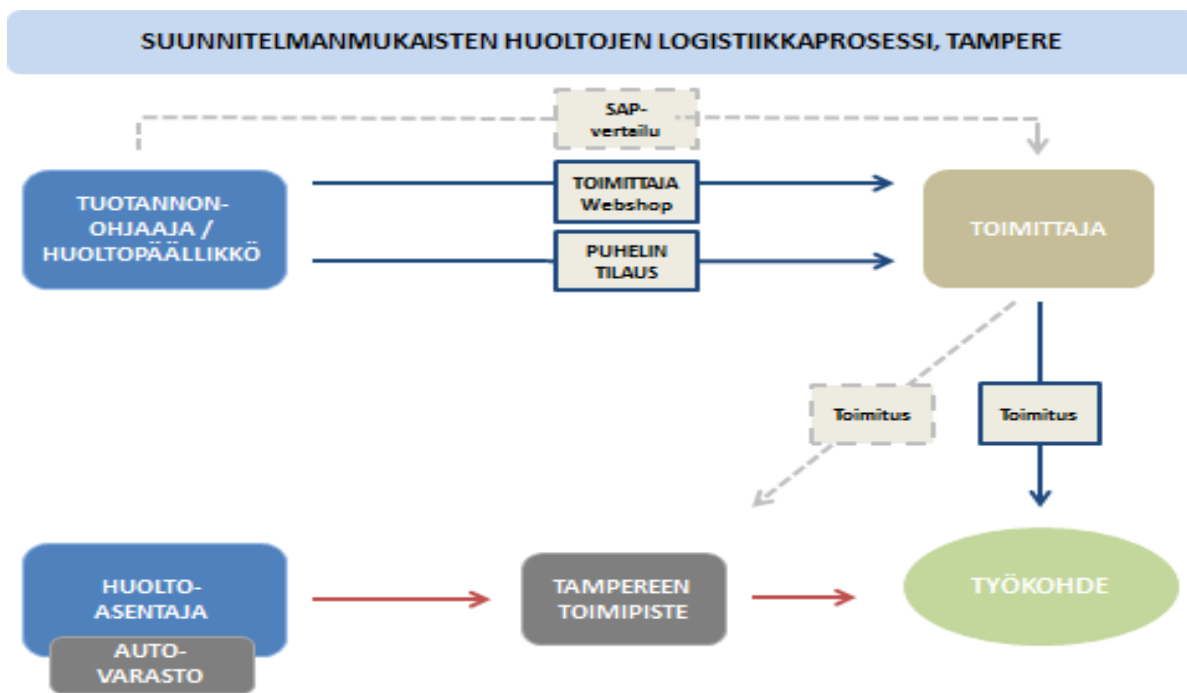 SUUNNITELMANMUKAISTEN HUOLTOJEN LOGISTIIKKAPROSESSI, TAMPERE
SAP-
vertailu
TUOTANNON-
OHJAAJA /
HUOLTOPÄÄLLIKKÖ
TOIMITTAJA
Webshop
PUHELIN
TILAUS
TOIMITTAJA
Toimitus
Toimitus
HUOLTO-
ASENTAJA
AUTO-
VARASTO
TAMPEREEN
TOIMIPISTE
TYÖKOHDE